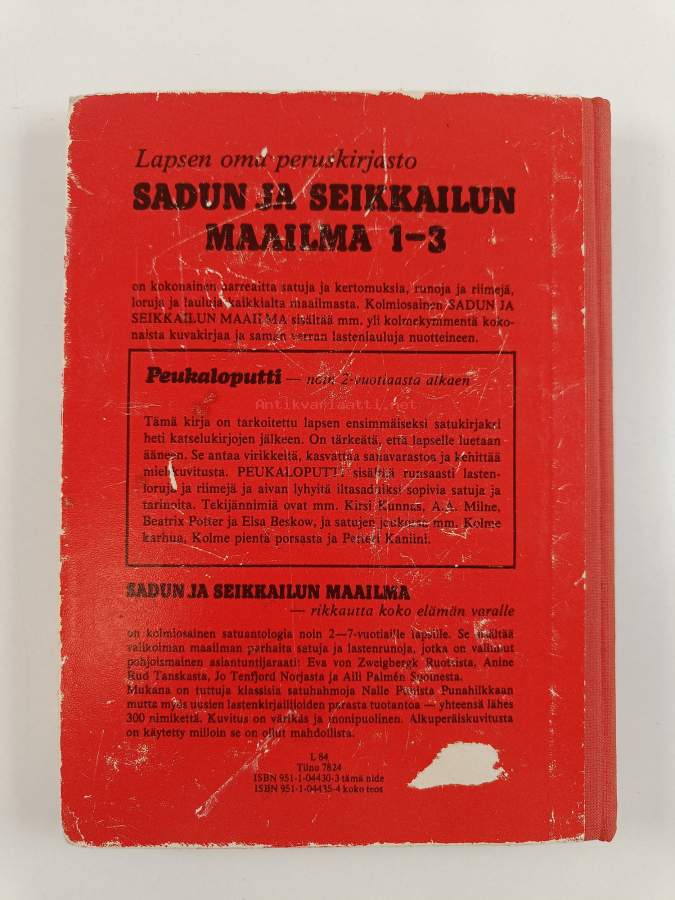 Lapsen oma peruskirjasto
SADUN JA SEIKKAILUN
MAAILMA 1-3
on kokonainen aarreaitta satuja ja kertomuksia, runoja ja riimejä,
loruja ja lauluja kaikkialta maailmasta. Kolmiosainen SADUN JA
SEIKKAILUN MAAILMA sisältää mm. yli kolmekymmentä koko-
naista kuvakirjaa ja saman verran lastenlauluja nuotteineen.
Peukaloputti — noin 2-vuotiaasta alkaen
Antikvariaatti.net
Tämä kirja on tarkoitettu lapsen ensimmäiseksi satukirjaksi
heti katselukirjojen jälkeen. On tärkeätä, että lapselle luetaan
ääneen. Se antaa virikkeitä, kasvattaa sanavarastoa ja kehittää
mielikuvitusta. PEUKALOPUTTI sisältää runsaasti lasten-
loruja ja riimejä ja aivan lyhyitä iltasaduiksi sopivia satuja ja
tarinoita. Tekijännimiä ovat mm. Kirsi Kunnas, A.A. Milne,
Beatrix Potter ja Elsa Beskow, ja satujen joukossa mm. Kolme
karhua, Kolme pientä porsasta ja Petteri Kaniini.
SADUN JA SEIKKAILUN MAAILMA
— rikkautta koko elämän varalle
on kolmiosainen satuantologia noin 2—7-vuotiaille lapsille. Se sisältää
valikoiman maailman parhaita satuja ja lastenrunoja, jotka on valinnut
pohjoismainen asiantuntijaraati: Eva von Zweigbergk Ruotsista, Anine
Rud Tanskasta, Jo Tenfjord Norjasta ja Aili Palmén Suomesta.
Mukana on tuttuja klassisia satuhahmoja Nalle Puhista Punahilkkaan
mutta myös uusien lastenkirjailijoiden parasta tuotantoa — yhteensä lähes
300 nimikettä. Kuvitus on värikäs ja monipuolinen. Alkuperäiskuvitusta
on käytetty milloin se on ollut mahdollista.
L 84
Tilno 7824
ISBN 951-1-04430-3 tämä nide
ISBN 951-1-04435-4 koko teos